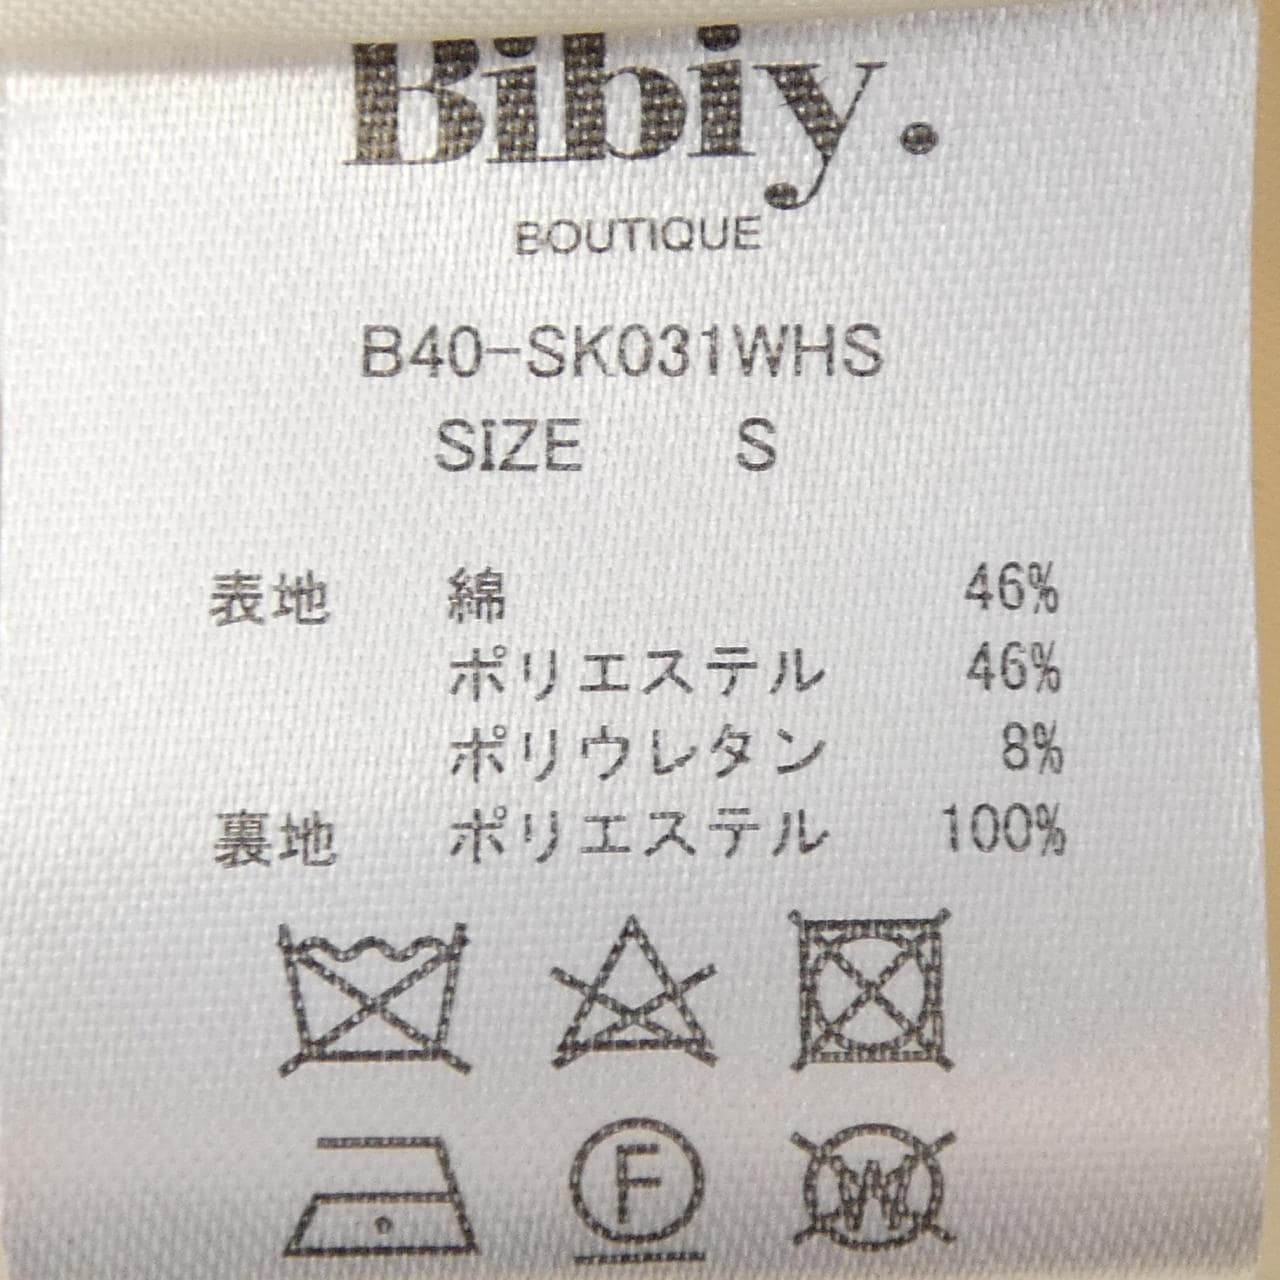 Bibiy.
BOUTIQUE
B40-SK031WHS
SIZE S
表地 綿 46%
ポリエステル 46%
ポリウレタン 8%
裏地 ポリエステル 100%
F W